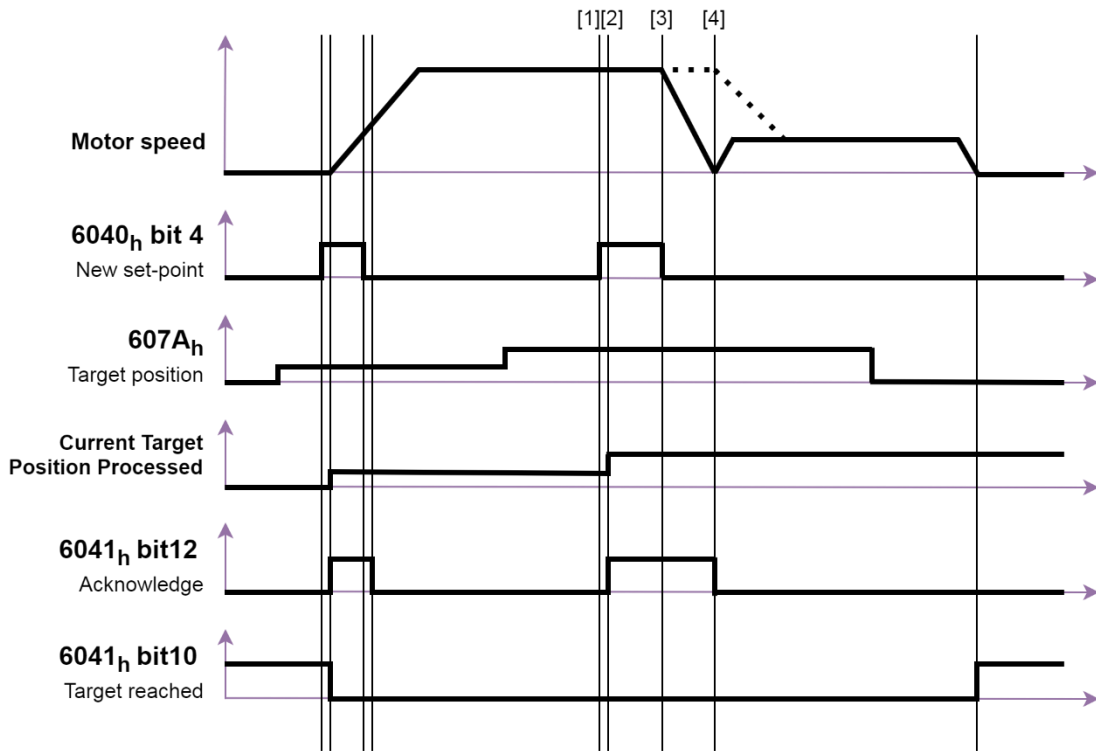 [1][2] [3] [4]
Motor speed
6040h bit 4
New set-point
607Ah
Target position
Current Target
Position Processed
6041h bit12
Acknowledge
6041h bit10
Target reached